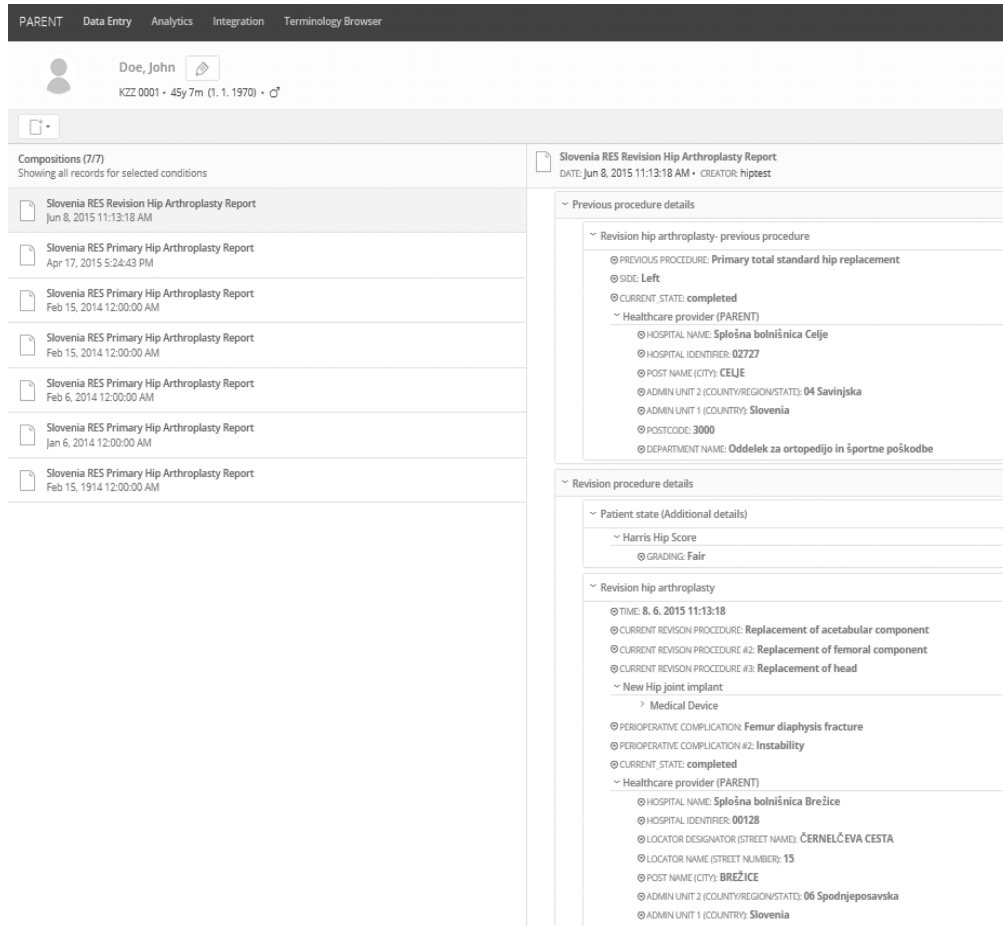 PARENT Data Entry Analytics Integration Terminology Browser
Doe, John
KZZ 0001 • 45y 7m (1. 1. 1970) • ♂
Compositions (7/7)
Showing all records for selected conditions
Slovenia RES Revision Hip Arthroplasty Report
Jun 8, 2015 11:13:18 AM
Slovenia RES Primary Hip Arthroplasty Report
Apr 17, 2015 5:24:43 PM
Slovenia RES Primary Hip Arthroplasty Report
Feb 15, 2014 12:00:00 AM
Slovenia RES Primary Hip Arthroplasty Report
Feb 15, 2014 12:00:00 AM
Slovenia RES Primary Hip Arthroplasty Report
Feb 6, 2014 12:00:00 AM
Slovenia RES Primary Hip Arthroplasty Report
Jan 6, 2014 12:00:00 AM
Slovenia RES Primary Hip Arthroplasty Report
Feb 15, 1914 12:00:00 AM
Slovenia RES Revision Hip Arthroplasty Report
DATE: Jun 8, 2015 11:13:18 AM • CREATOR: hiptest
Previous procedure details
Revision hip arthroplasty- previous procedure
PREVIOUS PROCEDURE: Primary total standard hip replacement
SIDE: Left
CURRENT_STATE: completed
Healthcare provider (PARENT)
HOSPITAL NAME: Splošna bolnišnica Celje
HOSPITAL IDENTIFIER: 02727
POST NAME (CITY): CELJE
ADMIN UNIT 2 (COUNTY/REGION/STATE): 04 Savinjska
ADMIN UNIT 1 (COUNTRY): Slovenia
POSTCODE: 3000
DEPARTMENT NAME: Oddelek za ortopedijo in športne poškodbe
Revision procedure details
Patient state (Additional details)
Harris Hip Score
GRADING: Fair
Revision hip arthroplasty
TIME: 8. 6. 2015 11:13:18
CURRENT REVISON PROCEDURE: Replacement of acetabular component
CURRENT REVISON PROCEDURE #2: Replacement of femoral component
CURRENT REVISON PROCEDURE #3: Replacement of head
New Hip joint implant
Medical Device
PERIOPERATIVE COMPLICATION: Femur diaphysis fracture
PERIOPERATIVE COMPLICATION #2: Instability
CURRENT_STATE: completed
Healthcare provider (PARENT)
HOSPITAL NAME: Splošna bolnišnica Brežice
HOSPITAL IDENTIFIER: 00128
LOCATOR DESIGNATOR (STREET NAME): ČERNELČEVA CESTA
LOCATOR NAME (STREET NUMBER): 15
POST NAME (CITY): BREŽICE
ADMIN UNIT 2 (COUNTY/REGION/STATE): 06 Spodnjeposavska
ADMIN UNIT 1 (COUNTRY): Slovenia